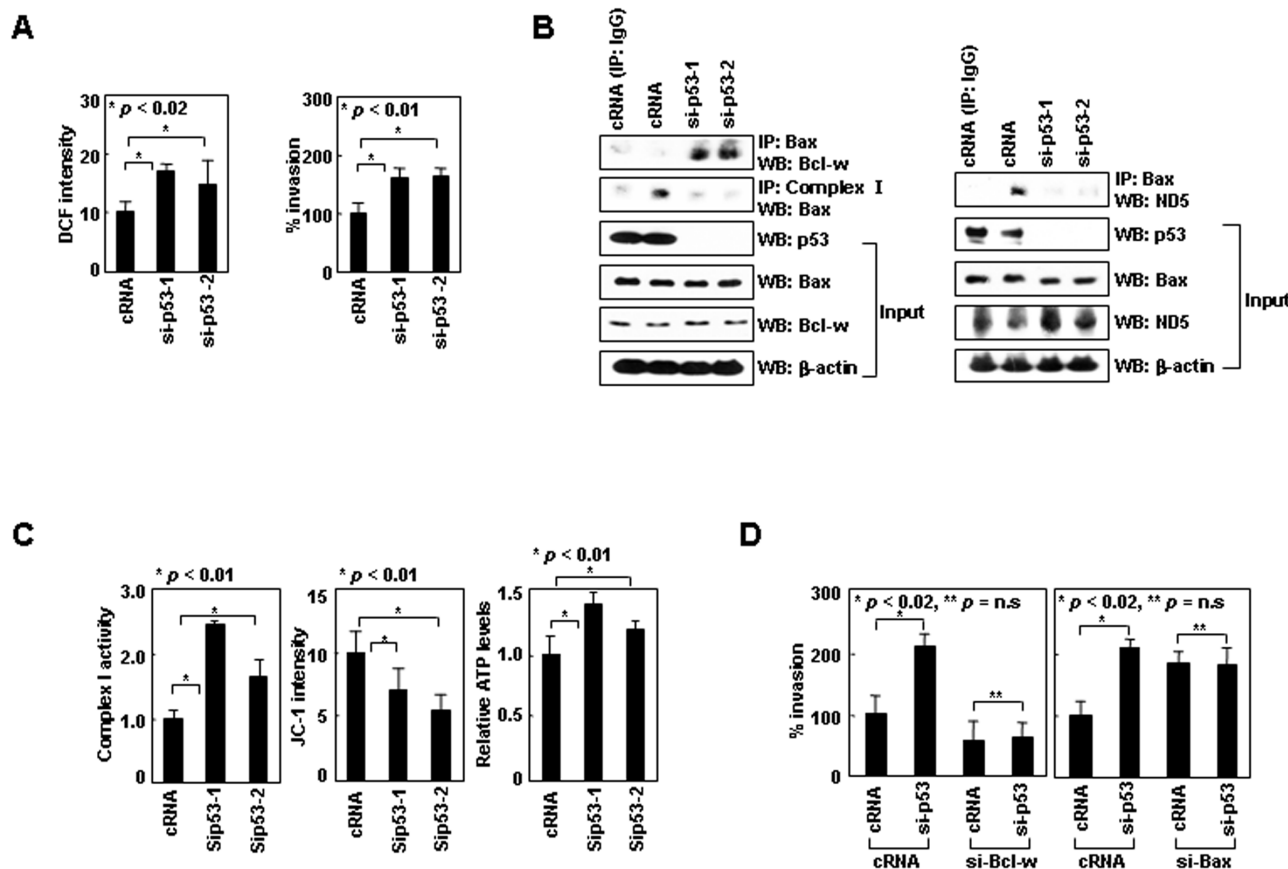 A
* p < 0.02
30
20
10
0
DCF intensity
*
*
cRNA
si-p53-1
si-p53 -2
* p < 0.01
300
200
100
0
% invasion
*
*
cRNA
si-p53-1
si-p53 -2
B
cRNA (IP: IgG)
cRNA
si-p53-1
si-p53-2
IP: Bax
WB: Bcl-w
IP: Complex I
WB: Bax
WB: p53
WB: Bax
WB: Bcl-w
WB: β-actin
Input
cRNA (IP: IgG)
cRNA
si-p53-1
si-p53-2
IP: Bax
WB: ND5
WB: p53
WB: Bax
WB: ND5
WB: β-actin
Input
C
* p < 0.01
3.0
2.0
1.0
0.0
Complex I activity
*
*
cRNA
Sip53-1
Sip53-2
* p < 0.01
15
10
5
0
JC-1 intensity
*
*
cRNA
Sip53-1
Sip53-2
* p < 0.01
1.5
1.0
0.5
0
Relative ATP levels
*
*
cRNA
Sip53-1
Sip53-2
D
300
200
100
0
% invasion
* p < 0.02, ** p = n.s
*
**
cRNA
si-p53
cRNA
si-p53
cRNA
si-Bcl-w
* p < 0.02, ** p = n.s
*
**
cRNA
si-p53
cRNA
si-p53
cRNA
si-Bax